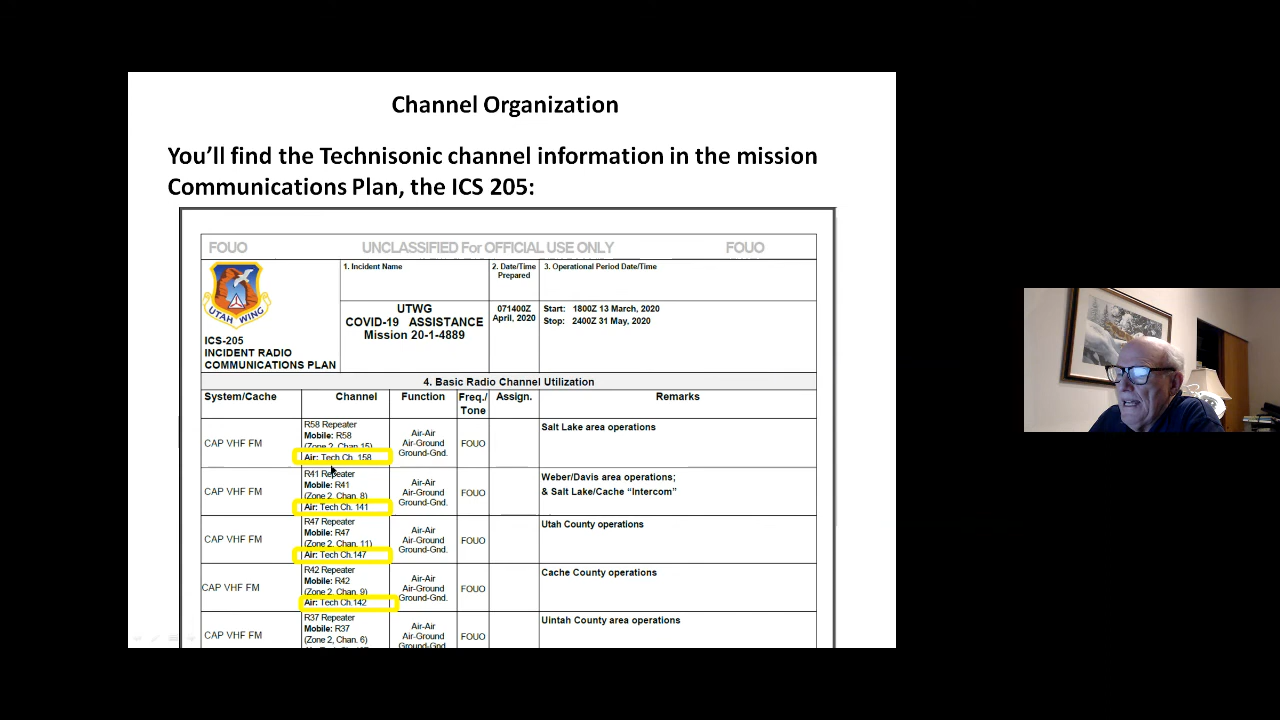 Channel Organization
You'll find the Technisonic channel information in the mission
Communications Plan, the ICS 205:
FOUO UNCLASSIFIED For OFFICIAL USE ONLY FOUO
UTAH WING
ICS-205
INCIDENT RADIO
COMMUNICATIONS PLAN
1. Incident Name
UTWG
COVID-19 ASSISTANCE
Mission 20-1-4889
2. Date/Time
Prepared
071400Z
April, 2020
3. Operational Period Date/Time
Start: 1800Z 13 March, 2020
Stop: 2400Z 31 May, 2020
4. Basic Radio Channel Utilization
System/Cache Channel Function Freq./ Assign. Remarks
Tone
CAP VHF FM
R58 Repeater
Mobile: R58
(Zone 2, Chan 15)
Air: Tech Ch. 158
Air-Air
Air-Ground
Ground-Gnd.
FOUO
Salt Lake area operations
CAP VHF FM
R41 Repeater
Mobile: R41
(Zone 2, Chan. 8)
Air: Tech Ch. 141
Air-Air
Air-Ground
Ground-Gnd.
FOUO
Weber/Davis area operations;
& Salt Lake/Cache “Intercom”
CAP VHF FM
R47 Repeater
Mobile: R47
(Zone 2, Chan. 11)
Air: Tech Ch.147
Air-Air
Air-Ground
Ground-Gnd.
FOUO
Utah County operations
CAP VHF FM
R42 Repeater
Mobile: R42
(Zone 2, Chan. 9)
Air: Tech Ch.142
Air-Air
Air-Ground
Ground-Gnd.
FOUO
Cache County operations
CAP VHF FM
R37 Repeater
Mobile: R37
(Zone 2, Chan. 6)
Air-Air
Air-Ground
Ground-Gnd.
FOUO
Uintah County area operations